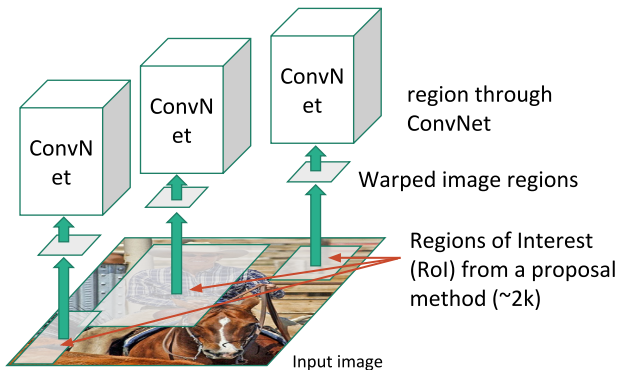 ConvN
et
ConvN
et
ConvN
et
region through
ConvNet
Warped image regions
Regions of Interest
(RoI) from a proposal
method (~2k)
Input image